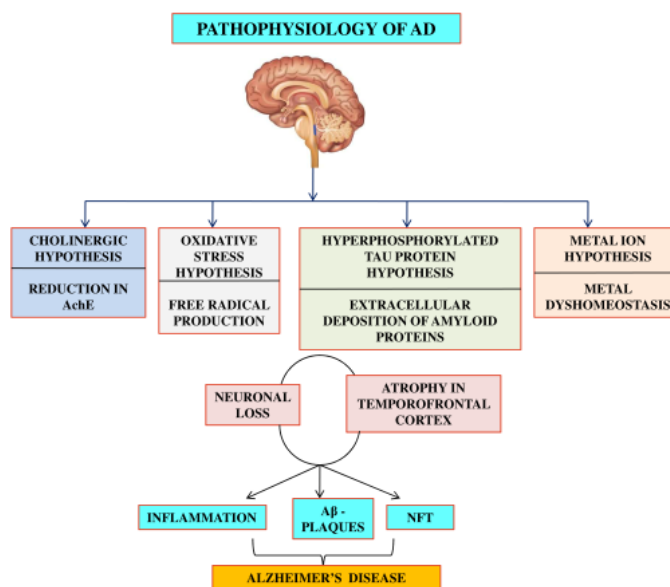 PATHOPHYSIOLOGY OF AD
CHOLINERGIC
HYPOTHESIS
REDUCTION IN
AchE
OXIDATIVE
STRESS
HYPOTHESIS
FREE RADICAL
PRODUCTION
HYPERPHOSPHORYLATED
TAU PROTEIN
HYPOTHESIS
EXTRACELLULAR
DEPOSITION OF AMYLOID
PROTEINS
METAL ION
HYPOTHESIS
METAL
DYSHOMEOSTASIS
NEURONAL
LOSS
ATROPHY IN
TEMPOROFRONTAL
CORTEX
INFLAMMATION
Aβ -
PLAQUES
NFT
ALZHEIMER'S DISEASE